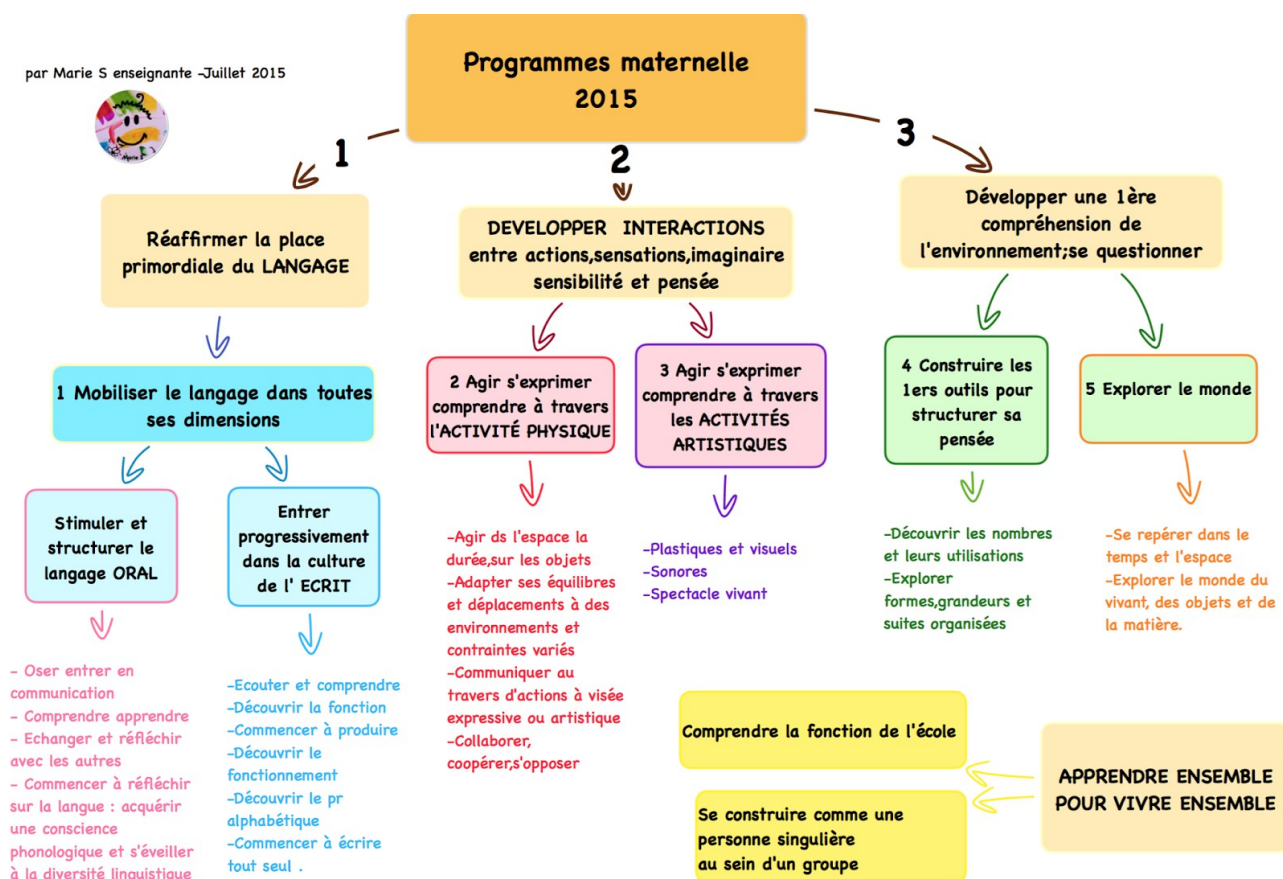 par Marie S enseignante -Juillet 2015
Programmes maternelle
2015
1
2
3
Réaffirmer la place
primordiale du LANGAGE
DEVELOPPER INTERACTIONS
entre actions,sensations,imaginaire
sensibilité et pensée
Développer une 1ère
compréhension de
l'environnement;se questionner
1 Mobiliser le langage dans toutes
ses dimensions
2 Agir s'exprimer
comprendre à travers
l'ACTIVITÉ PHYSIQUE
3 Agir s'exprimer
comprendre à travers
les ACTIVITÉS
ARTISTIQUES
4 Construire les
1ers outils pour
structurer sa
pensée
5 Explorer le monde
Stimuler et
structurer le
langage ORAL
Entrer
progressivement
dans la culture
de l' ECRIT
- Oser entrer en
communication
- Comprendre apprendre
- Echanger et réfléchir
avec les autres
- Commencer à réfléchir
sur la langue : acquérir
une conscience
phonologique et s'éveiller
à la diversité linguistique
-Ecouter et comprendre
-Découvrir la fonction
-Commencer à produire
-Découvrir le
fonctionnement
-Découvrir le pr
alphabétique
-Commencer à écrire
tout seul .
-Agir ds l'espace la
durée,sur les objets
-Adapter ses équilibres
et déplacements à des
environnements et
contraintes variés
-Communiquer au
travers d'actions à visée
expressive ou artistique
-Collaborer,
coopérer,s'opposer
-Plastiques et visuels
-Sonores
-Spectacle vivant
-Découvrir les nombres
et leurs utilisations
-Explorer
formes,grandeurs et
suites organisées
-Se repérer dans le
temps et l'espace
-Explorer le monde du
vivant, des objets et de
la matière.
Comprendre la fonction de l'école
Se construire comme une
personne singulière
au sein d'un groupe
APPRENDRE ENSEMBLE
POUR VIVRE ENSEMBLE